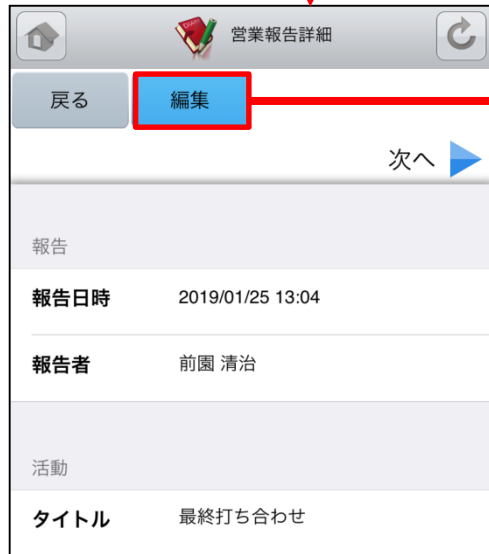 営業報告詳細
戻る 編集
次へ
報告
報告日時 2019/01/25 13:04
報告者 前園 清治
活動
タイトル 最終打ち合わせ